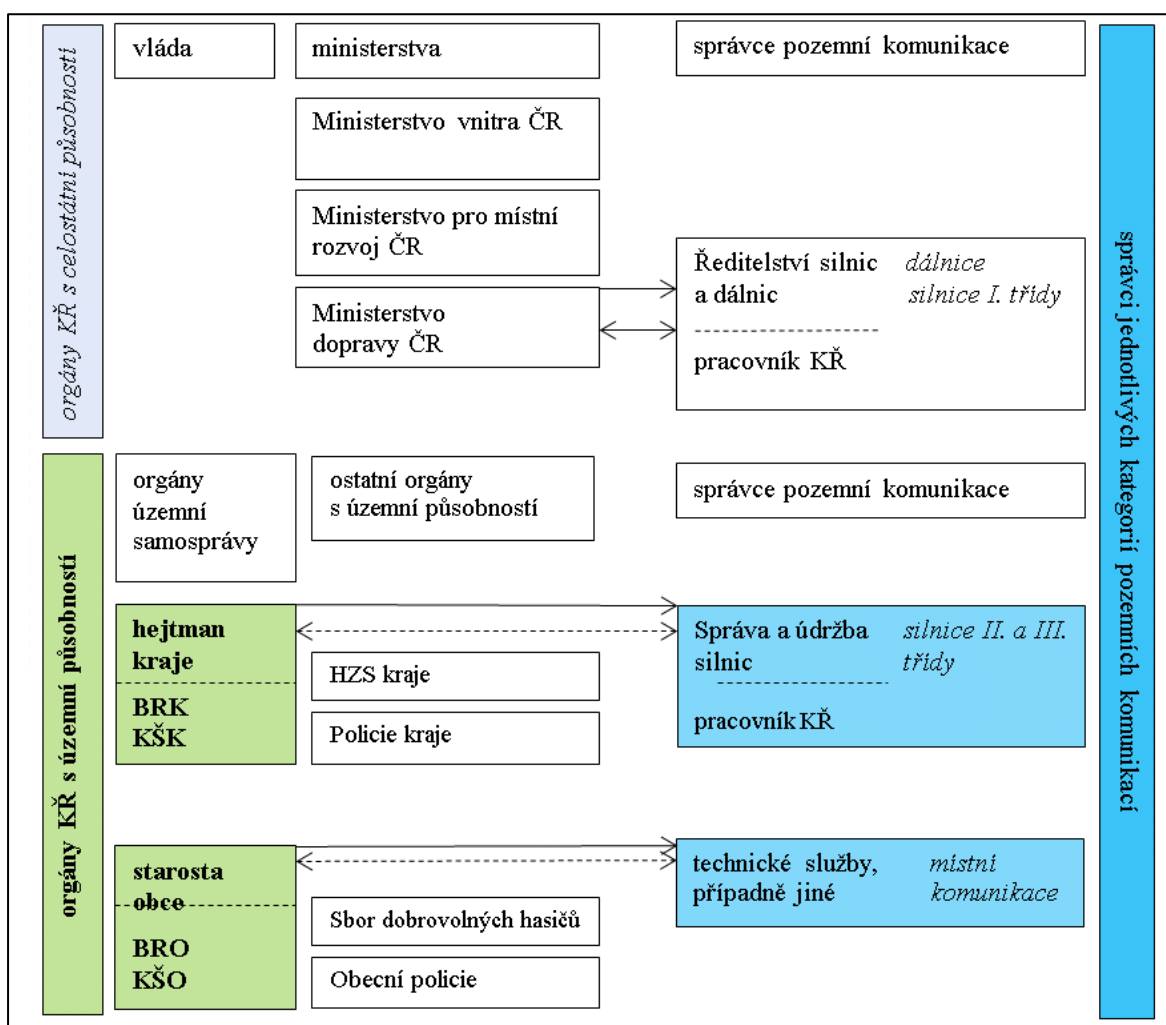 orgány KŘ s celostátní působností
vláda
ministerstva
správce pozemní komunikace
Ministerstvo vnitra ČR
Ministerstvo pro místní
rozvoj ČR
Ministerstvo
dopravy ČR
Ředitelství silnic
a dálnic
dálnice
silnice I. třídy
pracovník KŘ
správci jednotlivých kategorií pozemních komunikací
orgány KŘ s územní působností
orgány
územní
samosprávy
ostatní orgány
s územní působností
správce pozemní komunikace
hejtman
kraje
BRK
KŠK
HZS kraje
Policie kraje
Správa a údržba
silnic
silnice II. a III.
třídy
pracovník KŘ
starosta
obce
BRO
KŠO
Sbor dobrovolných hasičů
Obecní policie
technické služby,
případně jiné
místní
komunikace